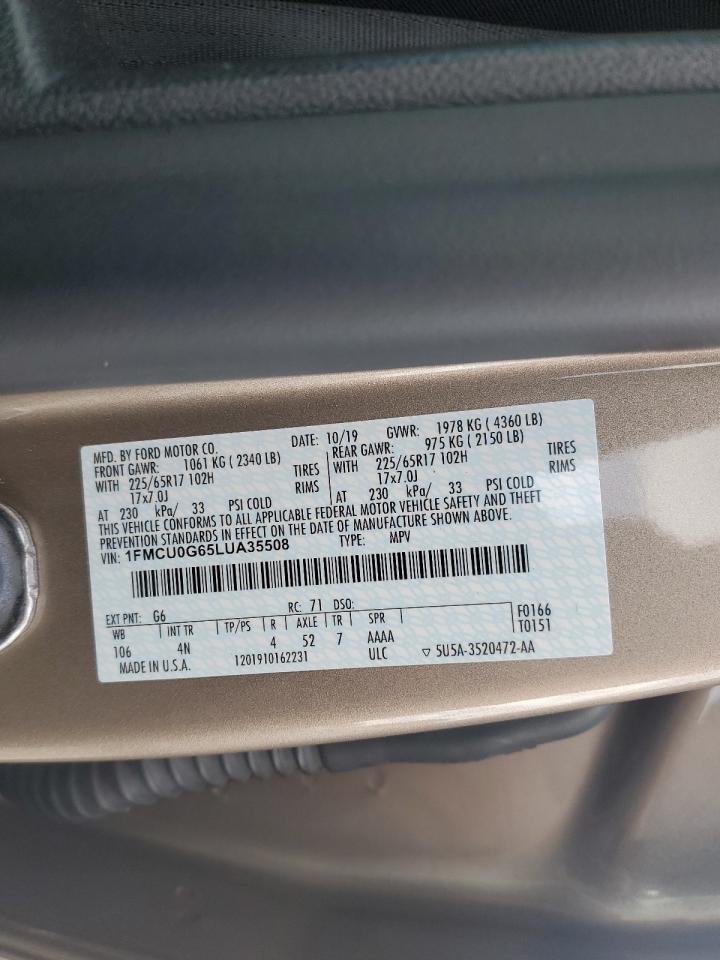 MFD. BY FORD MOTOR CO. DATE: 10/19 GVWR: 1978 KG ( 4360 LB)
FRONT GAWR: 1061 KG ( 2340 LB) REAR GAWR: 975 KG ( 2150 LB)
WITH 225/65R17 102H TIRES WITH 225/65R17 102H TIRES
17x7.0J RIMS 17x7.0J RIMS
AT 230 kPa/ 33 PSI COLD AT 230 kPa/ 33 PSI COLD
THIS VEHICLE CONFORMS TO ALL APPLICABLE FEDERAL MOTOR VEHICLE SAFETY AND THEFT
PREVENTION STANDARDS IN EFFECT ON THE DATE OF MANUFACTURE SHOWN ABOVE.
VIN: 1FMCU0G65LUA35508 TYPE: MPV
EXT PNT: G6 RC: 71 DSO: F0166
WB INT TR TP/PS R AXLE TR SPR T0151
106 4N 4 52 7 AAAA
MADE IN U.S.A. 1201910162231 ULC ▽ 5U5A-3520472-AA